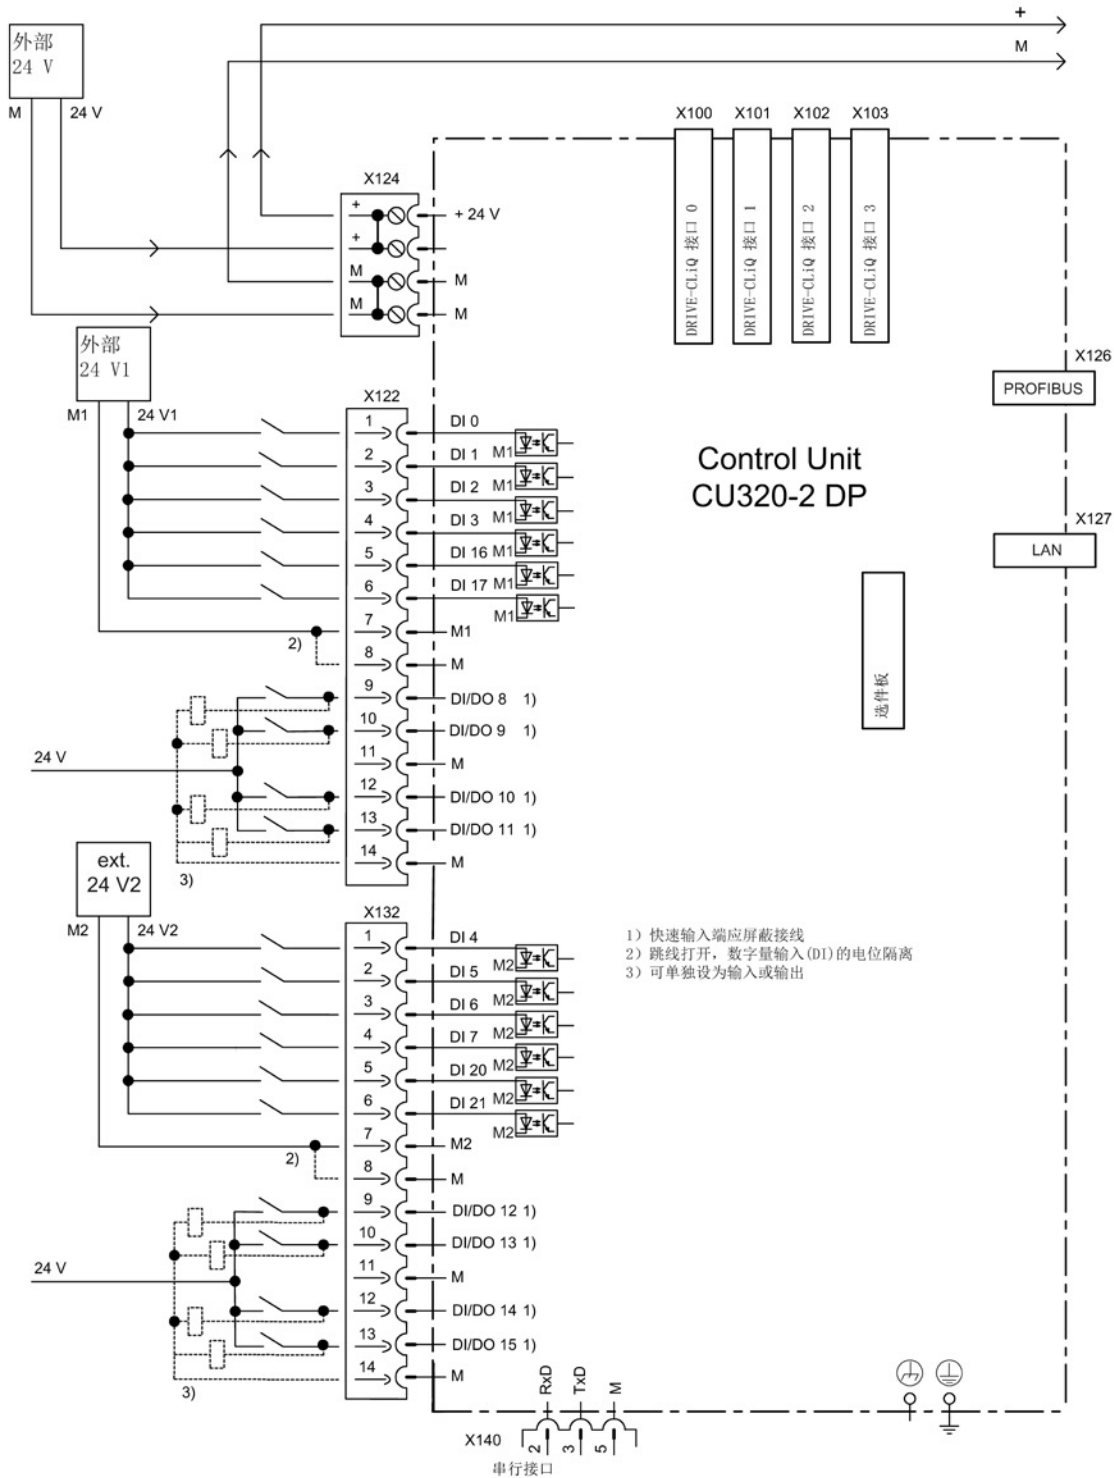 +
M
外部
24 V
M
24 V
X100
X101
X102
X103
X124
+
+ 24 V
+
M
M
M
M
DRIVE-CLiQ 接口 0
DRIVE-CLiQ 接口 1
DRIVE-CLiQ 接口 2
DRIVE-CLiQ 接口 3
外部
24 V1
M1
24 V1
X126
PROFIBUS
Control Unit
CU320-2 DP
X127
LAN
选件板
X122
1
DI 0
M1
2
DI 1
M1
3
DI 2
M1
4
DI 3
M1
5
DI 16
M1
6
DI 17
M1
7
M1
2)
8
M
9
DI/DO 8 1)
10
DI/DO 9 1)
24 V
11
M
12
DI/DO 10 1)
13
DI/DO 11 1)
14
M
3)
ext.
24 V2
M2
24 V2
X132
1
DI 4
M2
2
DI 5
M2
3
DI 6
M2
4
DI 7
M2
5
DI 20
M2
6
DI 21
M2
7
M2
2)
8
M
9
DI/DO 12 1)
10
DI/DO 13 1)
24 V
11
M
12
DI/DO 14 1)
13
DI/DO 15 1)
14
M
3)
1) 快速输入端应屏蔽接线
2) 跳线打开，数字量输入(DI)的电位隔离
3) 可单独设为输入或输出
RxD
TxD
M
X140
2
3
5
串行接口